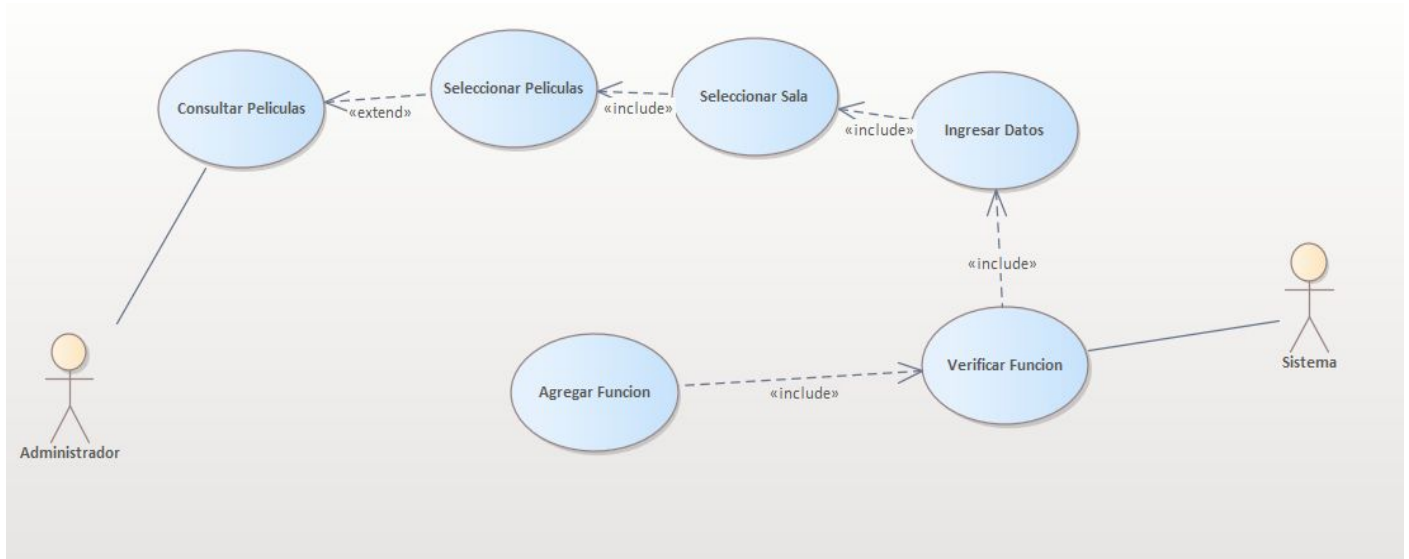 Consultar Peliculas
«extend»
Seleccionar Peliculas
«include»
Seleccionar Sala
«include»
Ingresar Datos
«include»
Verificar Funcion
Sistema
Agregar Funcion
«include»
Administrador